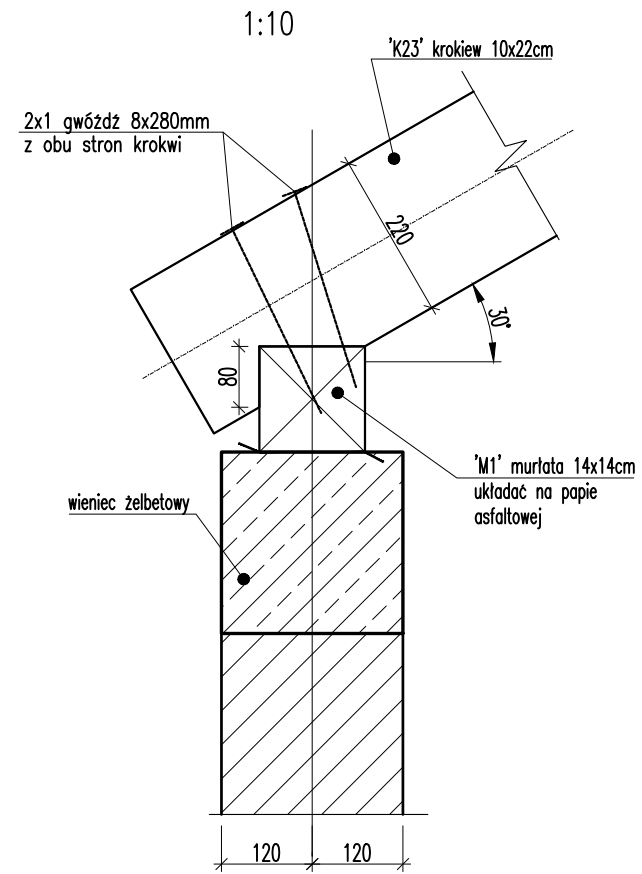 1:10
'K23' krokiew 10x22cm
2x1 gwóźdź 8x280mm
z obu stron krokwi
220
30°
80
'M1' murłata 14x14cm
układać na papie
asfaltowej
wieniec żelbetowy
120
120